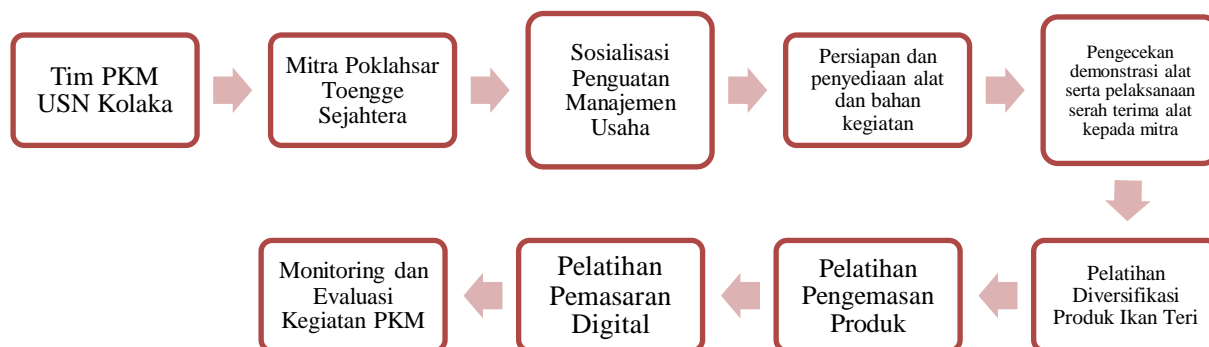 Tim PKM
USN Kolaka
Mitra Poklahsar
Toengge
Sejahtera
Sosialisasi
Penguatan
Manajemen
Usaha
Persiapan dan
penyediaan alat
dan bahan
kegiatan
Pengecekan
demonstrasi alat
serta pelaksanaan
serah terima alat
kepada mitra
Pelatihan
Diversifikasi
Produk Ikan Teri
Pelatihan
Pengemasan
Produk
Pelatihan
Pemasaran
Digital
Monitoring dan
Evaluasi
Kegiatan PKM